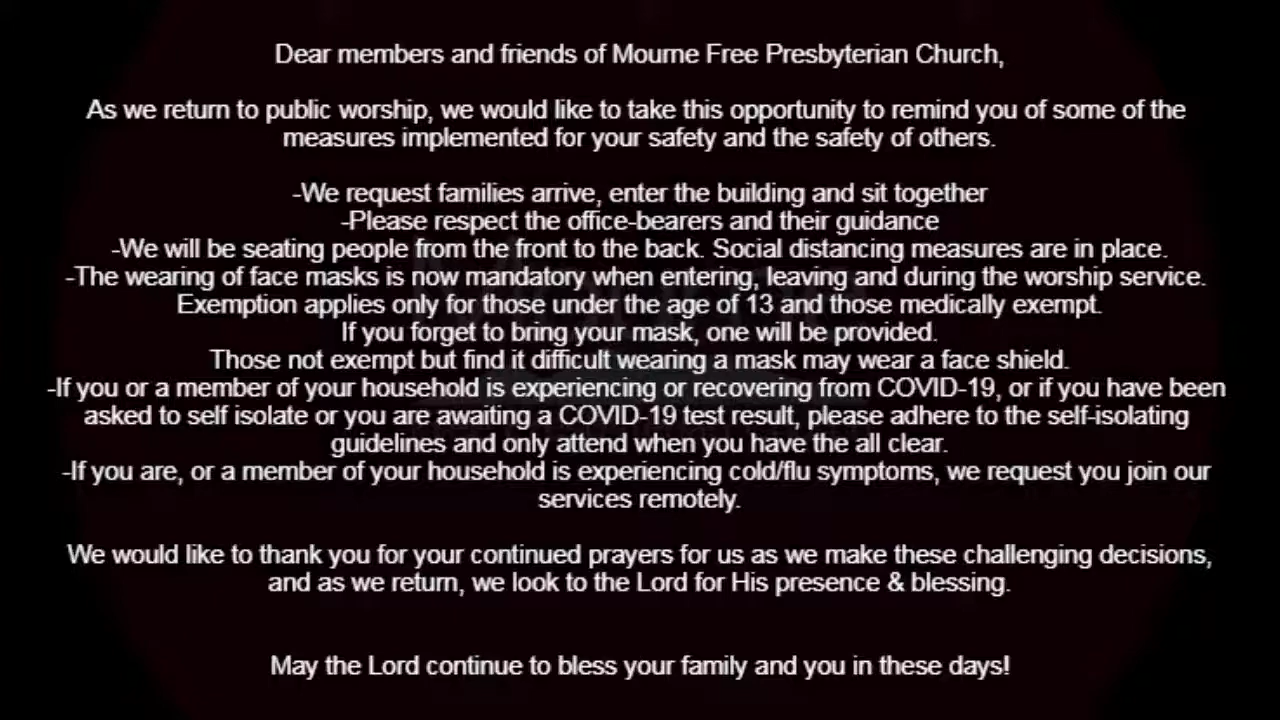 Dear members and friends of Mourne Free Presbyterian Church,
As we return to public worship, we would like to take this opportunity to remind you of some of the
measures implemented for your safety and the safety of others.
-We request families arrive, enter the building and sit together
-Please respect the office-bearers and their guidance
-We will be seating people from the front to the back. Social distancing measures are in place.
-The wearing of face masks is now mandatory when entering, leaving and during the worship service.
Exemption applies only for those under the age of 13 and those medically exempt.
If you forget to bring your mask, one will be provided.
Those not exempt but find it difficult wearing a mask may wear a face shield.
-If you or a member of your household is experiencing or recovering from COVID-19, or if you have been
asked to self isolate or you are awaiting a COVID-19 test result, please adhere to the self-isolating
guidelines and only attend when you have the all clear.
-If you are, or a member of your household is experiencing cold/flu symptoms, we request you join our
services remotely.
We would like to thank you for your continued prayers for us as we make these challenging decisions,
and as we return, we look to the Lord for His presence & blessing.
May the Lord continue to bless your family and you in these days!